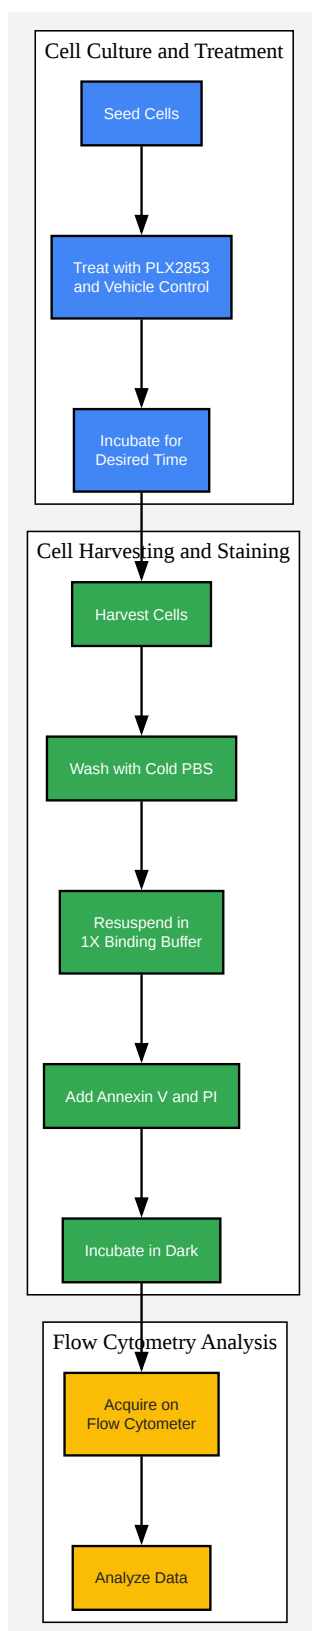 Cell Culture and Treatment
Seed Cells
Treat with PLX2853
and Vehicle Control
Incubate for
Desired Time
Cell Harvesting and Staining
Harvest Cells
Wash with Cold PBS
Resuspend in
1X Binding Buffer
Add Annexin V and PI
Incubate in Dark
Flow Cytometry Analysis
Acquire on
Flow Cytometer
Analyze Data